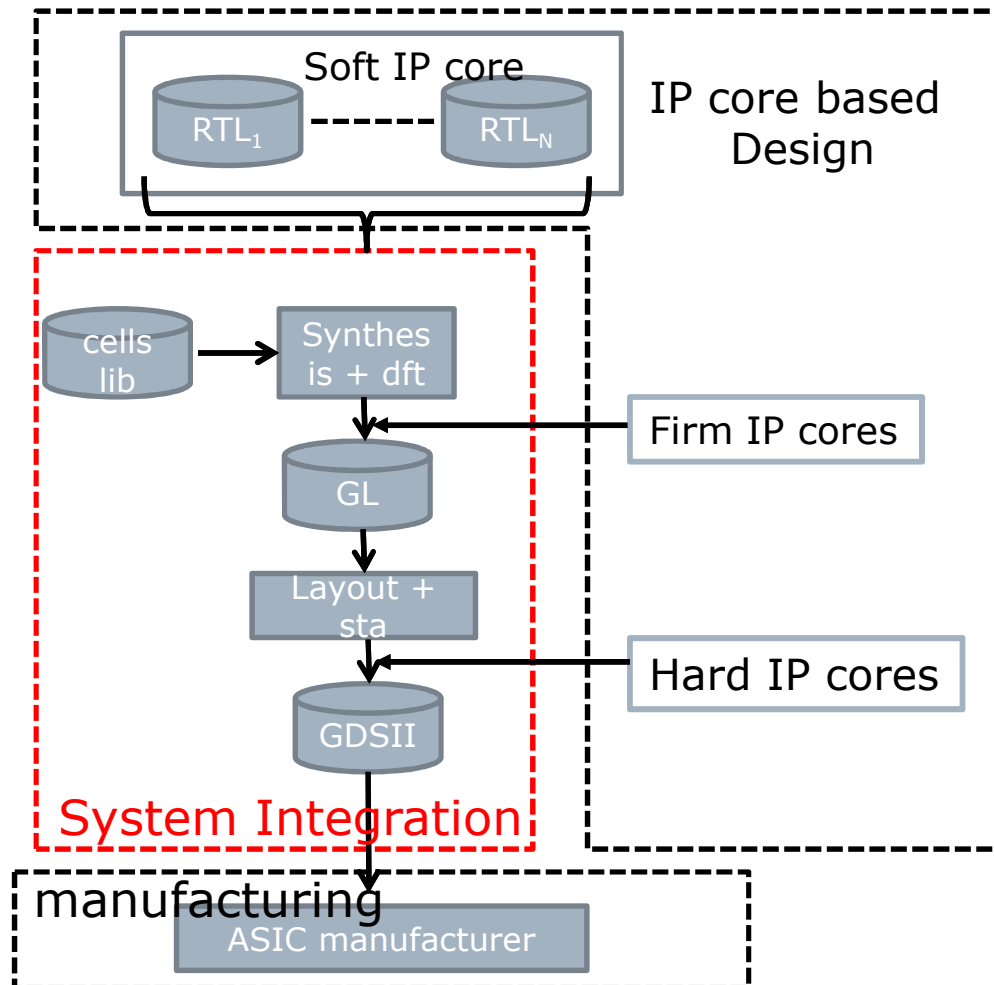 Soft IP core
RTL1
RTLN
IP core based
Design
cells
lib
Synthes
is + dft
Firm IP cores
GL
Layout +
sta
Hard IP cores
GDSII
System Integration
manufacturing
ASIC manufacturer